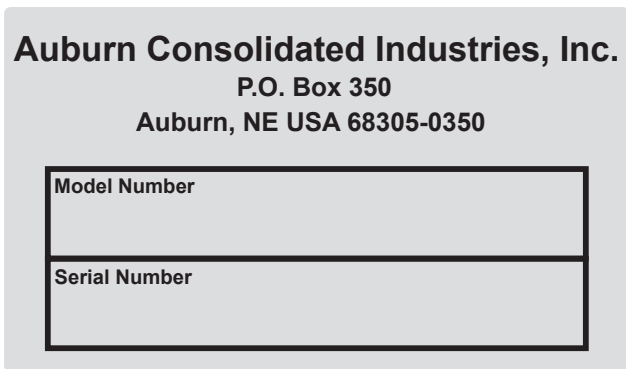 Auburn Consolidated Industries, Inc.
P.O. Box 350
Auburn, NE USA 68305-0350
Model Number
Serial Number